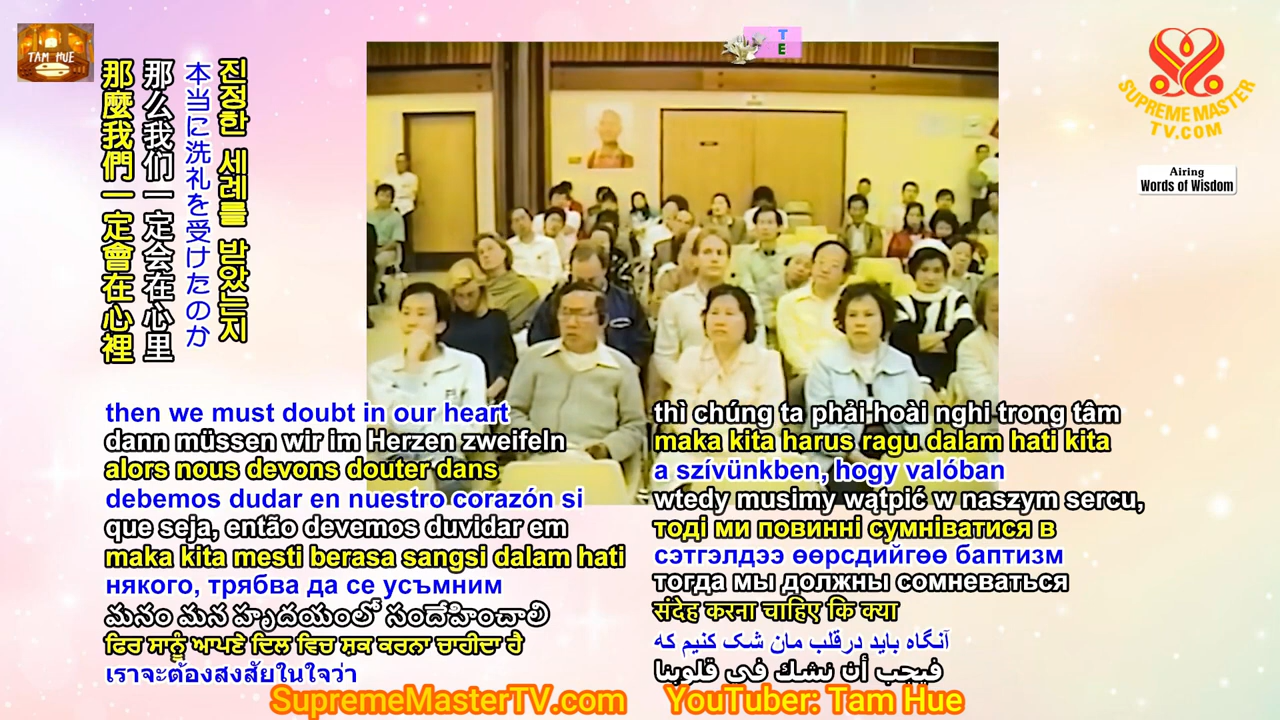 TAM HUE
T
E
SUPREME MASTER
TV.COM
Airing
Words of Wisdom
那麼我們一定會在心裡
那么我们一定会在心里
本当に洗礼を受けたのか
진정한 세례를 받았는지
then we must doubt in our heart
dann müssen wir im Herzen zweifeln
alors nous devons douter dans
debemos dudar en nuestro corazón si
que seja, então devemos duvidar em
maka kita mesti berasa sangsi dalam hati
някого, трябва да се усъмним
మనం మన హృదయంలో సందేహించాలి
ਫਿਰ ਸਾਨੂੰ ਆਪਣੇ ਦਿਲ ਵਿਚ ਸ਼ਕ ਕਰਨਾ ਚਾਹੀਦਾ ਹੈ
เราจะต้องสงสัยในใจว่า
thì chúng ta phải hoài nghi trong tâm
maka kita harus ragu dalam hati kita
a szívünkben, hogy valóban
wtedy musimy wątpić w naszym sercu,
тоді ми повинні сумніватися в
сэтгэлдээ өөрсдийгөө баптизм
тогда мы должны сомневаться
संदेह करना चाहिए कि क्या
آنگاه باید درقلب مان شک کنیم که
فيجب أن نشك في قلوبنا
SupremeMasterTV.com
YouTuber: Tam Hue